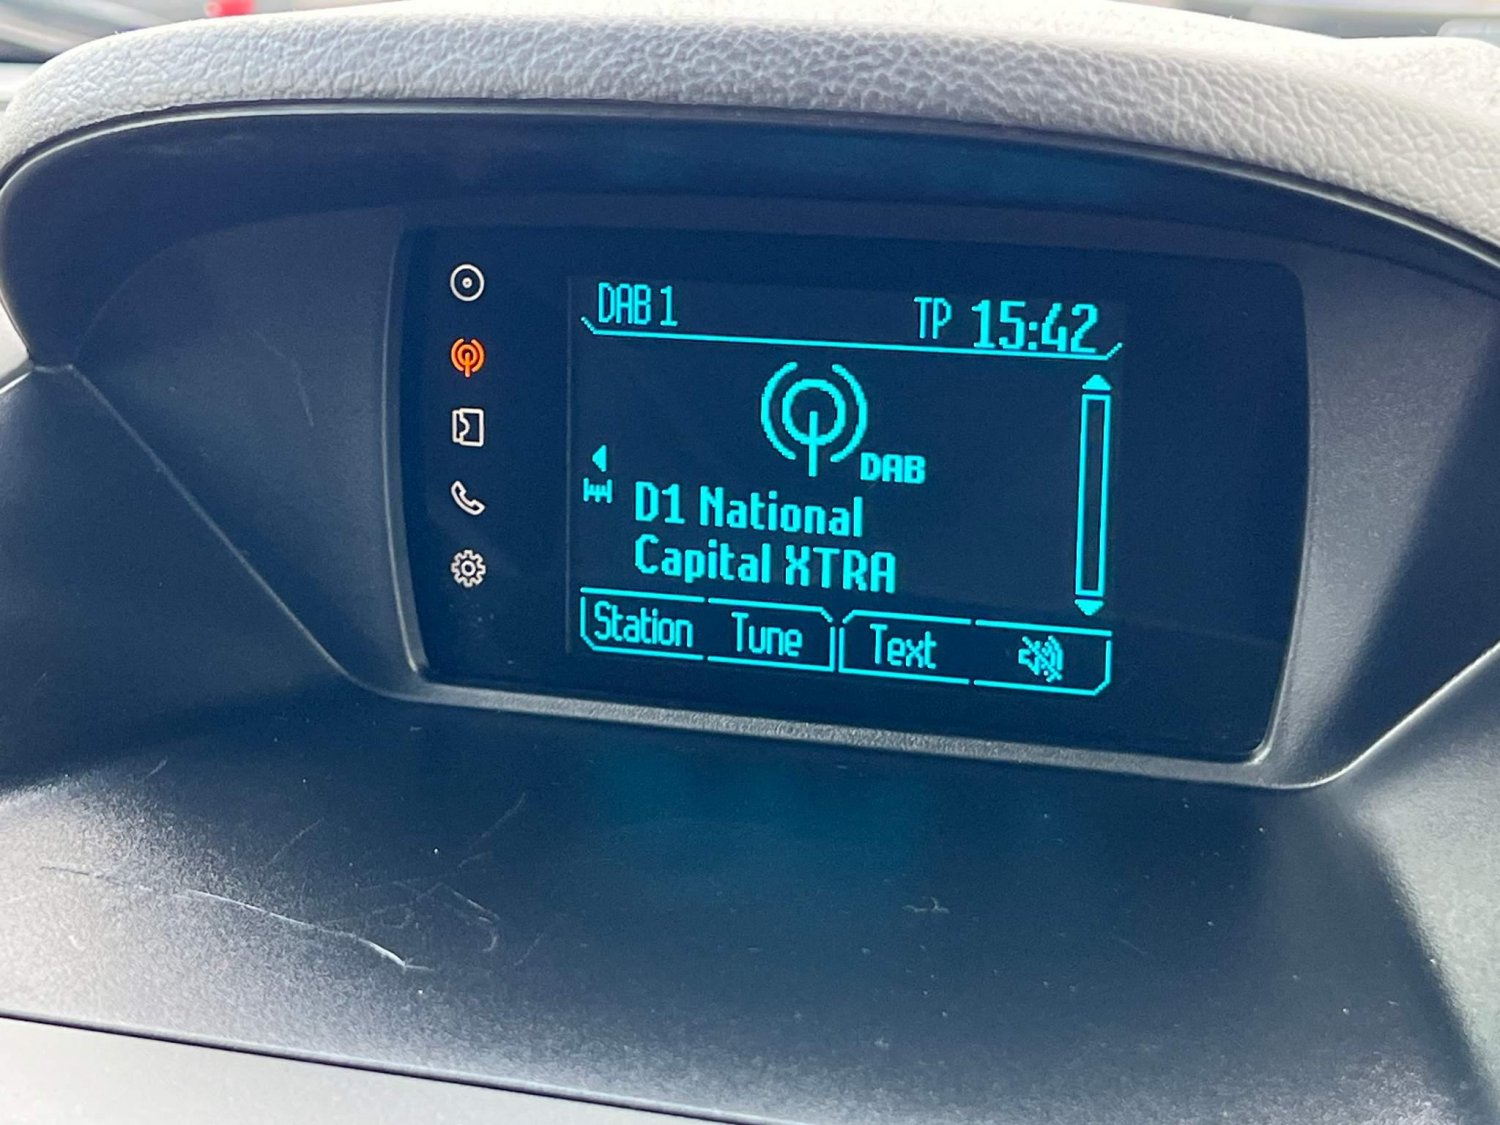 DAB 1 TP 15:42
DAB
D1 National
Capital XTRA
Station Tune Text